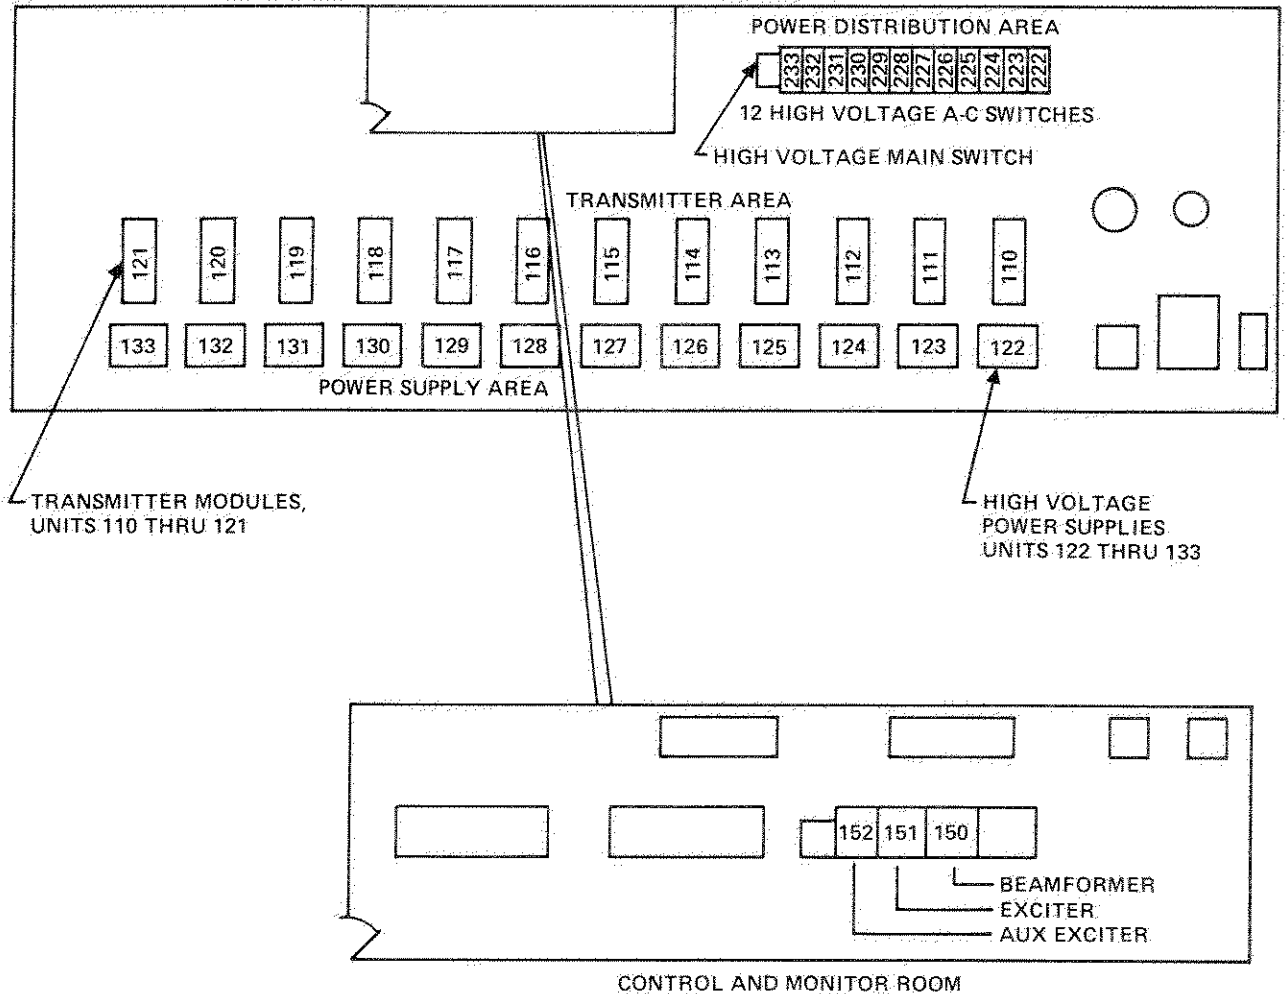 POWER DISTRIBUTION AREA
233 232 231 230 229 228 227 226 225 224 223 222
12 HIGH VOLTAGE A-C SWITCHES
HIGH VOLTAGE MAIN SWITCH
TRANSMITTER AREA
121 120 119 118 117 116 115 114 113 112 111 110
133 132 131 130 129 128 127 126 125 124 123 122
POWER SUPPLY AREA
TRANSMITTER MODULES,
UNITS 110 THRU 121
HIGH VOLTAGE
POWER SUPPLIES
UNITS 122 THRU 133
152 151 150
BEAMFORMER
EXCITER
AUX EXCITER
CONTROL AND MONITOR ROOM